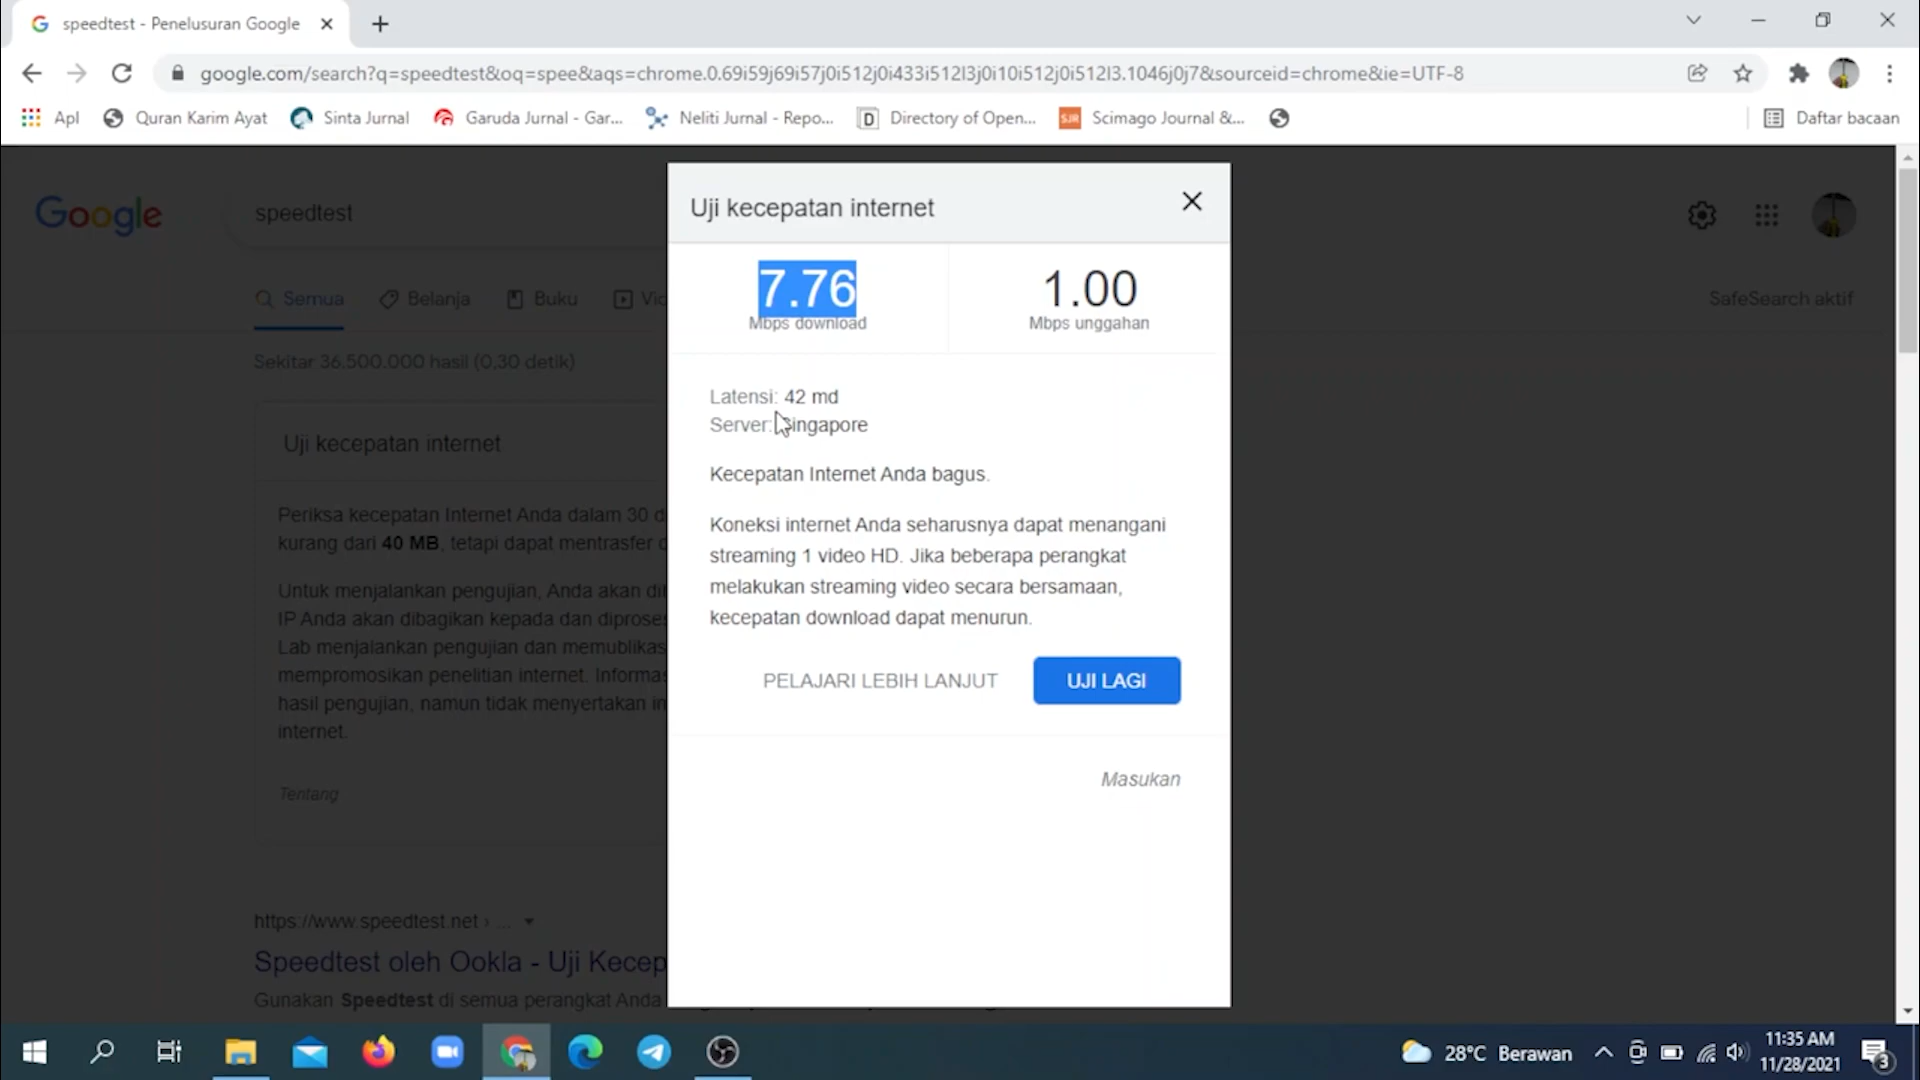 speedtest - Penelusuran Google
google.com/search?q=speedtest&oq=spee&aqs=chrome.0.69i59j69i57j0i512j0i433i512l3j0i10i512j0i512l3.1046j0j7&sourceid=chrome&ie=UTF-8
Apl
Quran Karim Ayat
Sinta Jurnal
Garuda Jurnal - Gar...
Neliti Jurnal - Repo...
Directory of Open...
Scimago Journal &...
Daftar bacaan
Google
speedtest
Semua
Belanja
Buku
Vid
SafeSearch aktif
Sekitar 36.500.000 hasil (0,30 detik)
Uji kecepatan internet
Periksa kecepatan Internet Anda dalam 30 d
kurang dari 40 MB, tetapi dapat mentrasfer
Untuk menjalankan pengujian, Anda akan
IP Anda akan dibagikan kepada dan diproses
Lab menjalankan pengujian dan memublikas
mempromosikan penelitian internet. Informas
hasil pengujian, namun tidak menyertakan in
internet.
Tentang
https://www.speedtest.net › ...
Speedtest oleh Ookla - Uji Kecep
Gunakan Speedtest di semua perangkat Anda
Uji kecepatan internet
7.76
Mbps download
1.00
Mbps unggahan
Latensi: 42 md
Server: Singapore
Kecepatan Internet Anda bagus.
Koneksi internet Anda seharusnya dapat menangani
streaming 1 video HD. Jika beberapa perangkat
melakukan streaming video secara bersamaan,
kecepatan download dapat menurun.
PELAJARI LEBIH LANJUT
UJI LAGI
Masukan
28°C Berawan
11:35 AM
11/28/2021
3